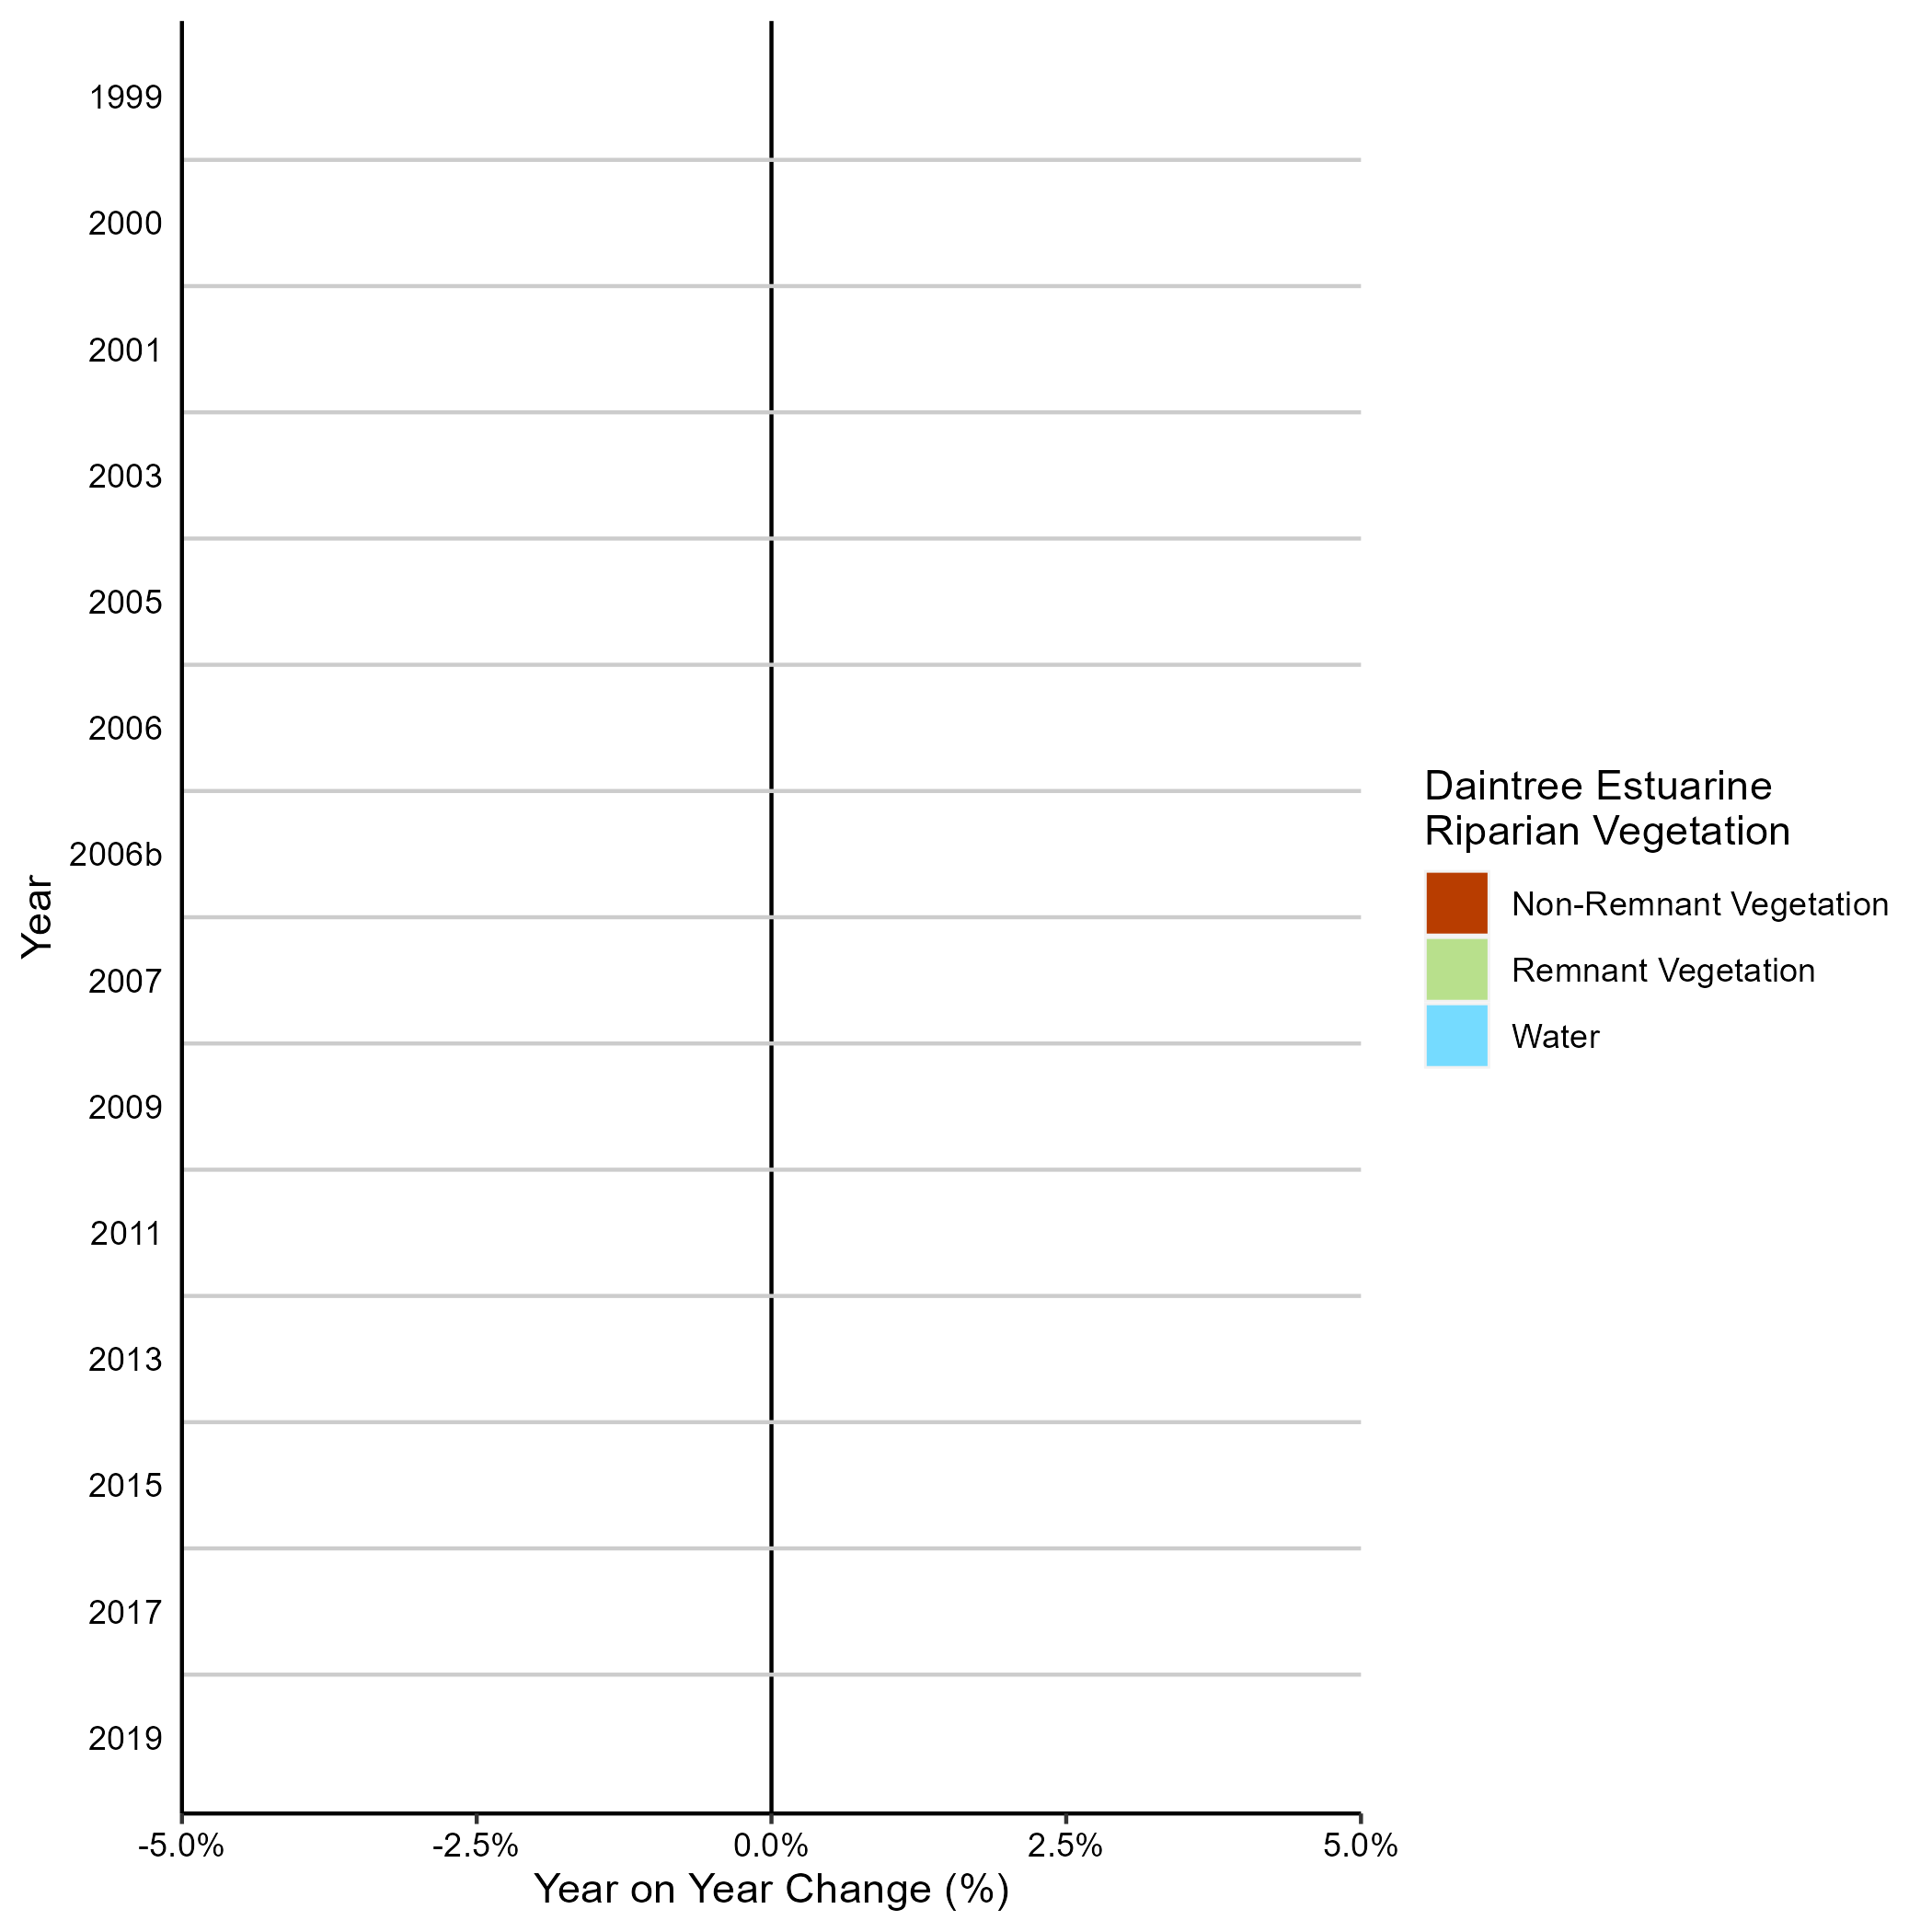 1999
2000
2001
2003
2005
2006
2006b
2007
2009
2011
2013
2015
2017
2019
Year
-5.0%
-2.5%
0.0%
2.5%
5.0%
Year on Year Change (%)
Daintree Estuarine
Riparian Vegetation
Non-Remnant Vegetation
Remnant Vegetation
Water